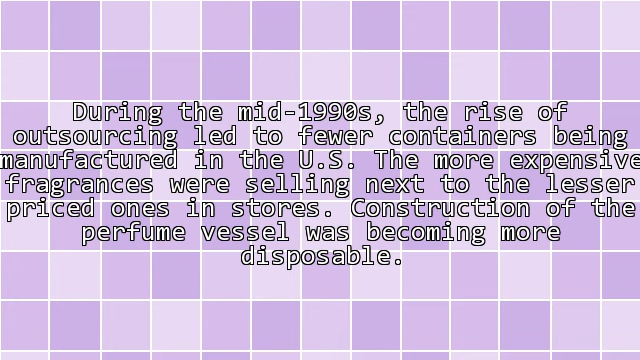 During the mid-1990s, the rise of
outsourcing led to fewer containers being
manufactured in the U.S. The more expensive
fragrances were selling next to the lesser
priced ones in stores. Construction of the
perfume vessel was becoming more
disposable.